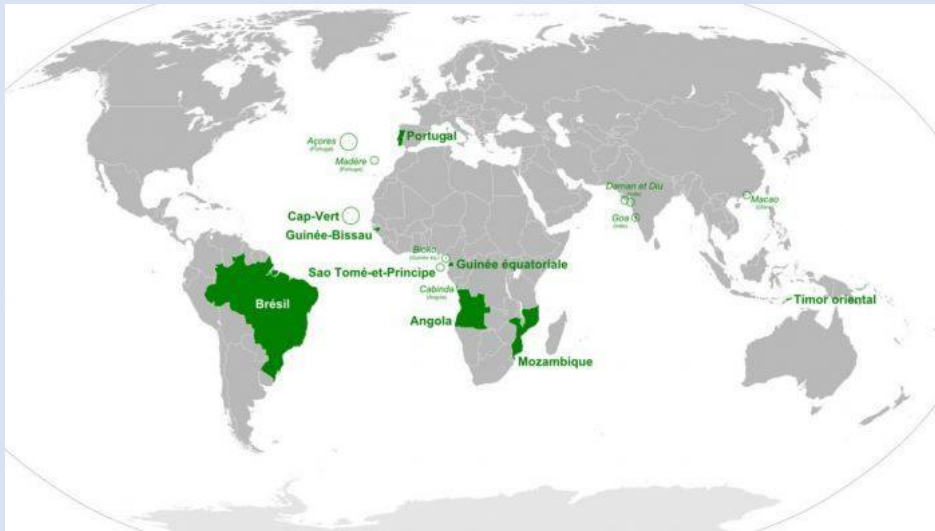 Portugal
Açores
(Portugal)
Madère
(Portugal)
Daman et Diu
(Inde)
Macao
(Chine)
Cap-Vert
Goa
(Inde)
Guinée-Bissau
Bioko
(Guinée éq.)
Guinée équatoriale
Sao Tomé-et-Principe
Cabinda
(Angola)
Brésil
Timor oriental
Angola
Mozambique